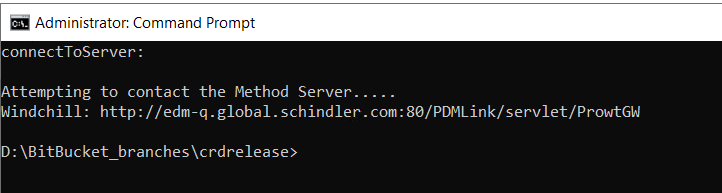 Administrator: Command Prompt
connectToServer:
Attempting to contact the Method Server.....
Windchill: http://edm-q.global.schindler.com:80/PDMLink/servlet/ProwtGW
D:\BitBucket_branches\crdrelease>